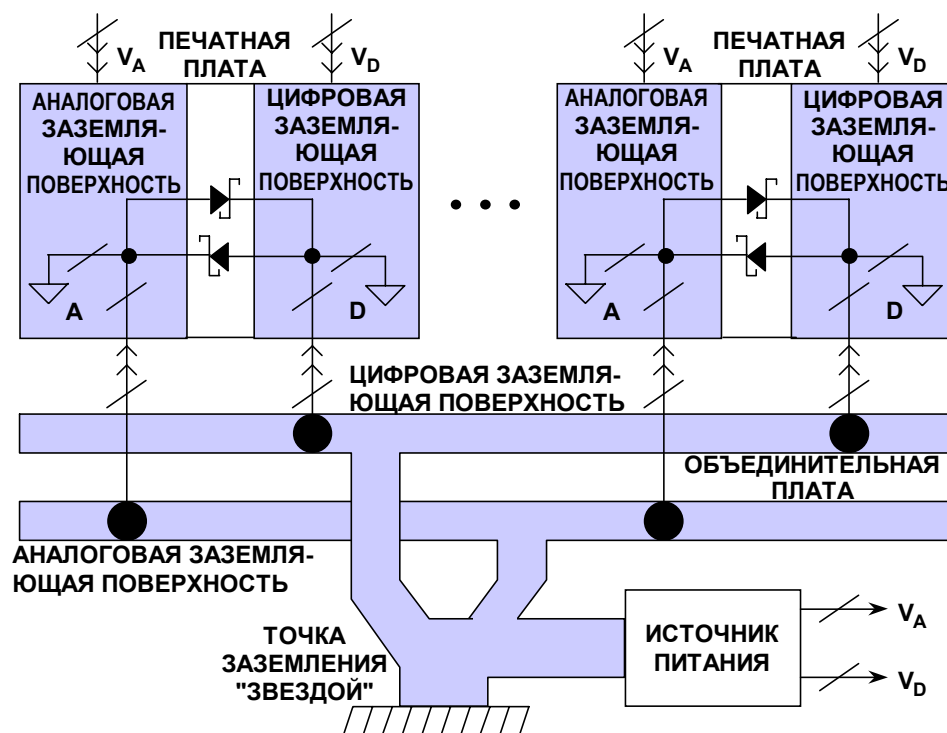 V_A
ПЕЧАТНАЯ
ПЛАТА
V_D
V_A
ПЕЧАТНАЯ
ПЛАТА
V_D
АНАЛОГОВАЯ
ЗАЗЕМЛЯ-
ЮЩАЯ
ПОВЕРХНОСТЬ
ЦИФРОВАЯ
ЗАЗЕМЛЯ-
ЮЩАЯ
ПОВЕРХНОСТЬ
• • •
АНАЛОГОВАЯ
ЗАЗЕМЛЯ-
ЮЩАЯ
ПОВЕРХНОСТЬ
ЦИФРОВАЯ
ЗАЗЕМЛЯ-
ЮЩАЯ
ПОВЕРХНОСТЬ
A
D
A
D
ЦИФРОВАЯ ЗАЗЕМЛЯ-
ЮЩАЯ ПОВЕРХНОСТЬ
ОБЪЕДИНИТЕЛЬНАЯ
ПЛАТА
АНАЛОГОВАЯ ЗАЗЕМЛЯ-
ЮЩАЯ ПОВЕРХНОСТЬ
ТОЧКА
ЗАЗЕМЛЕНИЯ
"ЗВЕЗДОЙ"
ИСТОЧНИК
ПИТАНИЯ
V_A
V_D